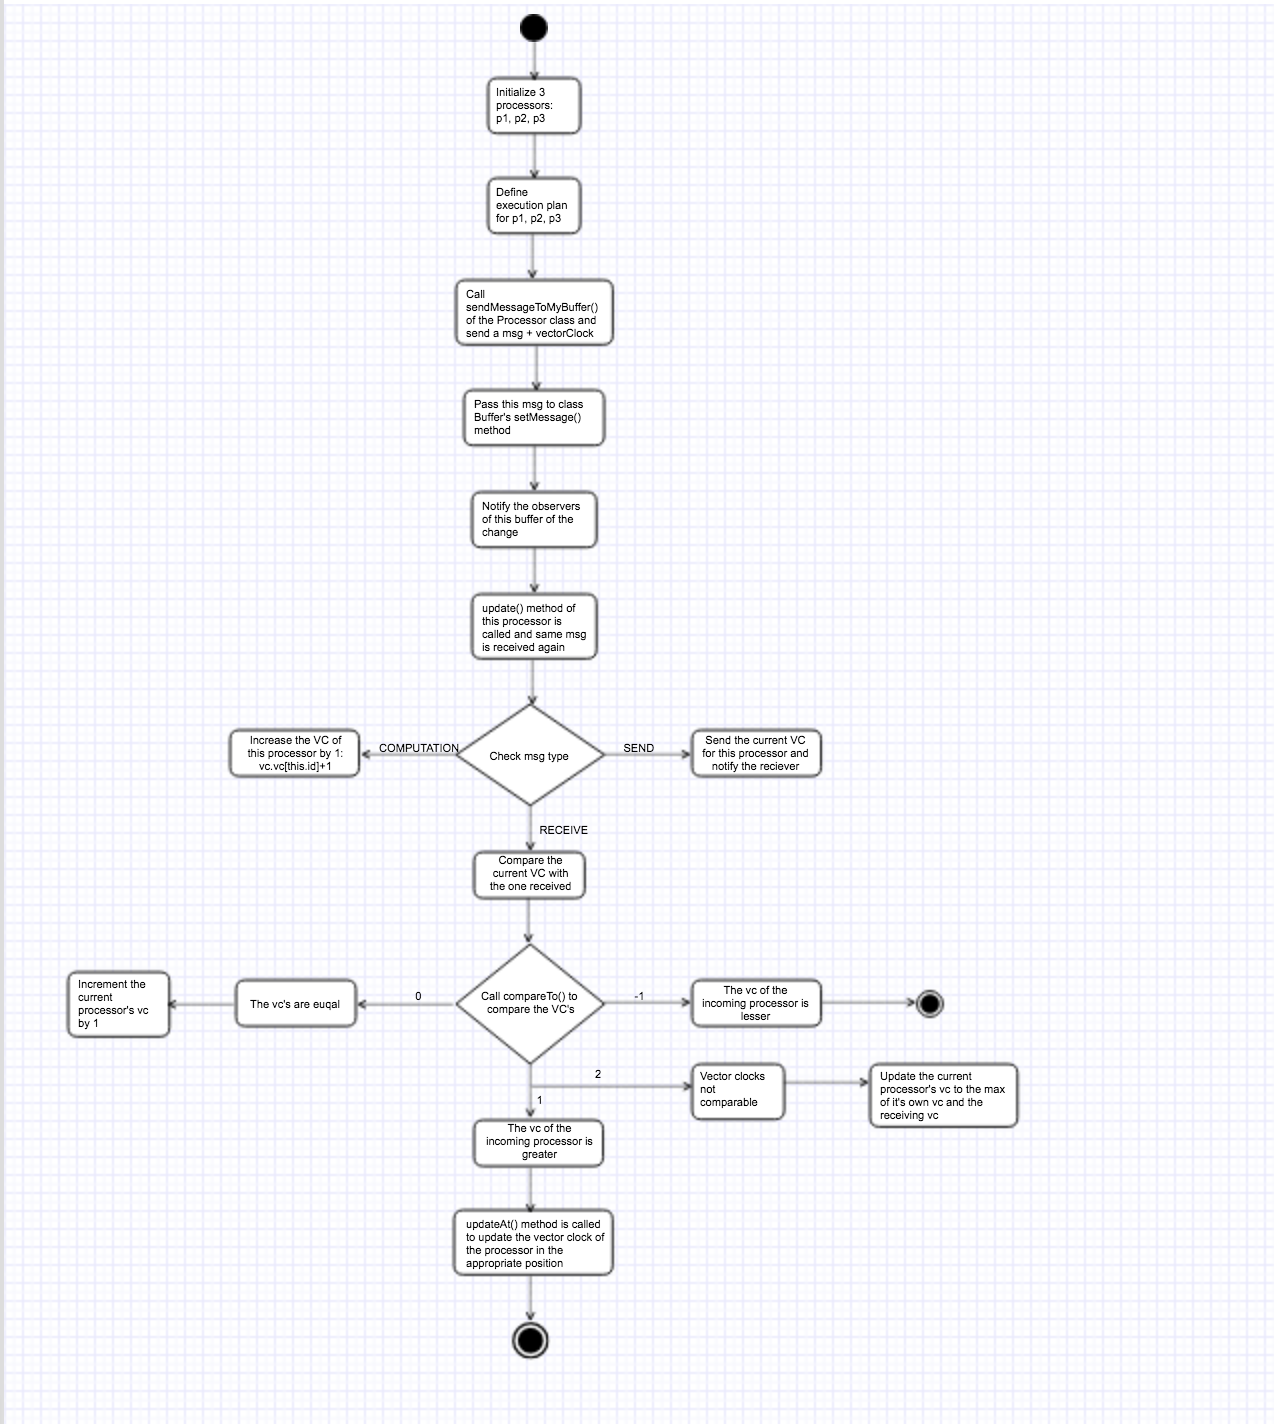 Initialize 3
processors:
p1, p2, p3
Define
execution plan
for p1, p2, p3
Call
sendMessageToMyBuffer()
of the Processor class and
send a msg + vectorClock
Pass this msg to class
Buffer's setMessage()
method
Notify the observers
of this buffer of the
change
update() method of
this processor is
called and same msg
is received again
Increase the VC of
this processor by 1:
vc.vc[this.id]+1
COMPUTATION
Check msg type
SEND
Send the current VC
for this processor and
notify the reciever
RECEIVE
Compare the
current VC with
the one received
Increment the
current
processor's vc
by 1
The vc's are euqal
0
Call compareTo() to
compare the VC's
-1
The vc of the
incoming processor is
lesser
2
Vector clocks
not
comparable
Update the current
processor's vc to the max
of it's own vc and the
receiving vc
1
The vc of the
incoming processor is
greater
updateAt() method is called
to update the vector clock of
the processor in the
appropriate position